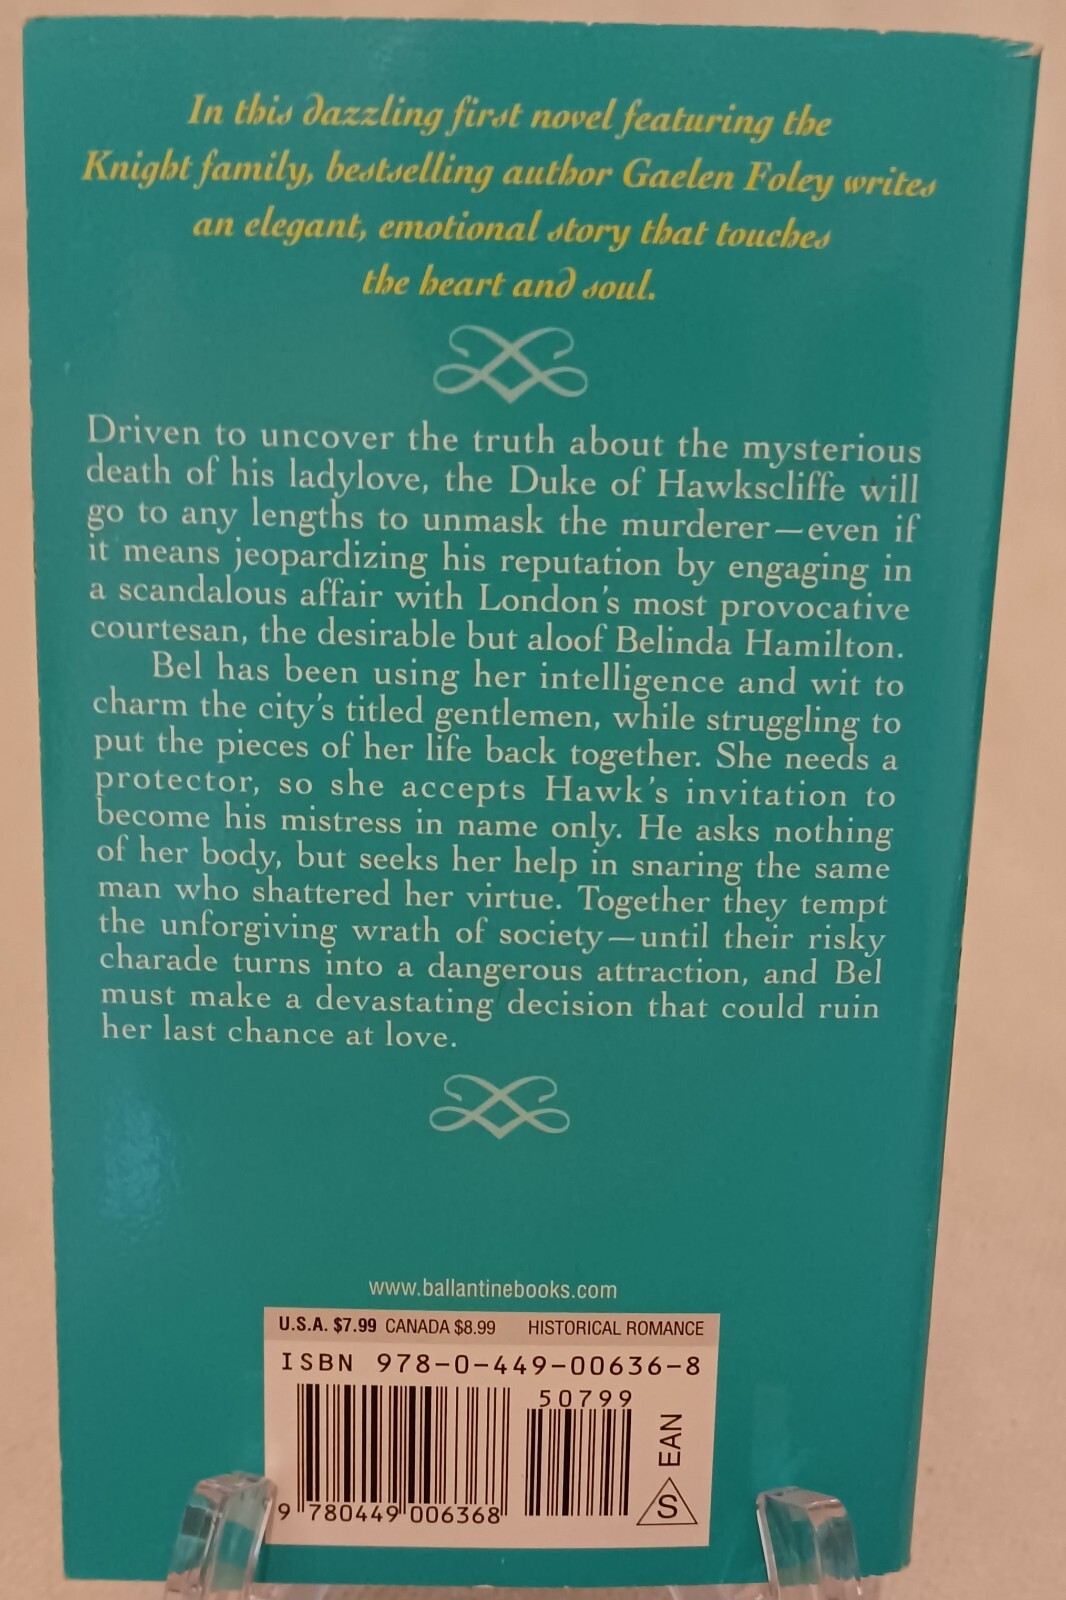 In this dazzling first novel featuring the
Knight family, bestselling author Gaelen Foley writes
an elegant, emotional story that touches
the heart and soul.
Driven to uncover the truth about the mysterious
death of his ladylove, the Duke of Hawkscliffe will
go to any lengths to unmask the murderer—even if
it means jeopardizing his reputation by engaging in
a scandalous affair with London's most provocative
courtesan, the desirable but aloof Belinda Hamilton.
Bel has been using her intelligence and wit to
charm the city's titled gentlemen, while struggling to
put the pieces of her life back together. She needs a
protector, so she accepts Hawk's invitation to
become his mistress in name only. He asks nothing
of her body, but seeks her help in snaring the same
man who shattered her virtue. Together they tempt
the unforgiving wrath of society—until their risky
charade turns into a dangerous attraction, and Bel
must make a devastating decision that could ruin
her last chance at love.
www.ballantinebooks.com
U.S.A. $7.99 CANADA $8.99 HISTORICAL ROMANCE
ISBN 978-0-449-00636-8
50799
EAN
S
9 780449 006368